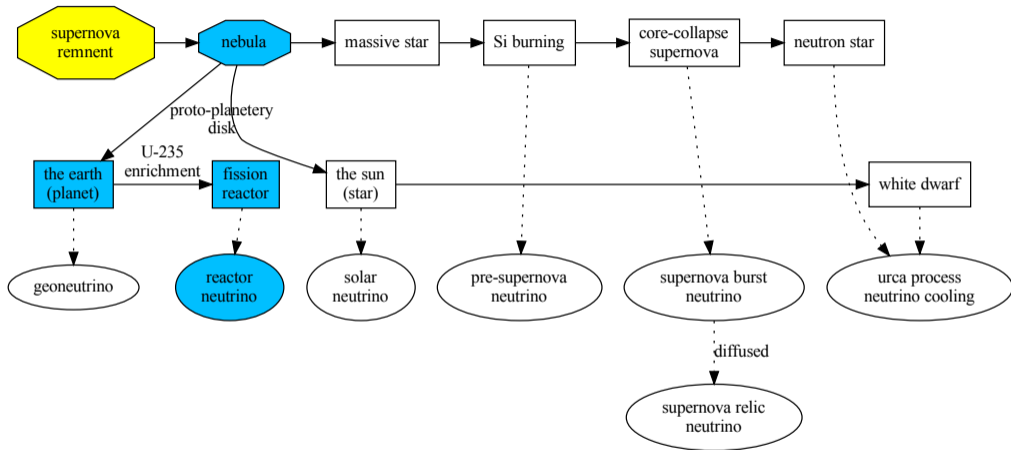 supernova
remnent
nebula
massive star
Si burning
core-collapse
supernova
neutron star
proto-planetery
disk
U-235
enrichment
the earth
(planet)
fission
reactor
the sun
(star)
white dwarf
geoneutrino
reactor
neutrino
solar
neutrino
pre-supernova
neutrino
supernova burst
neutrino
urca process
neutrino cooling
diffused
supernova relic
neutrino